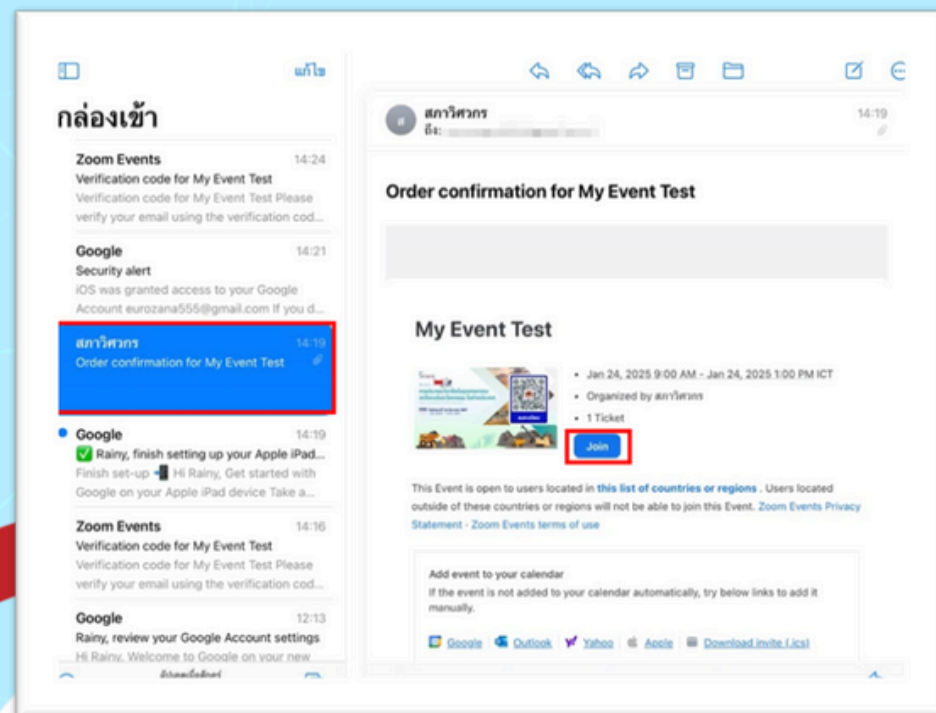 แก้ไข
กล่องเข้า
Zoom Events 14:24
Verification code for My Event Test
Verification code for My Event Test Please
verify your email using the verification cod...
Google 14:21
Security alert
iOS was granted access to your Google
Account eurozana555@gmail.com If you d...
สภาวิศวกร 14:19
Order confirmation for My Event Test
Google 14:19
✅ Rainy, finish setting up your Apple iPad...
Finish set-up 📲 Hi Rainy, Get started with
Google on your Apple iPad device Take a...
Zoom Events 14:16
Verification code for My Event Test
Verification code for My Event Test Please
verify your email using the verification cod...
Google 12:13
Rainy, review your Google Account settings
Hi Rainy, Welcome to Google on your new
สภาวิศวกร 14:19
ส
ถึง:
Order confirmation for My Event Test
My Event Test
• Jan 24, 2025 9:00 AM - Jan 24, 2025 1:00 PM ICT
• Organized by สภาวิศวกร
• 1 Ticket
Join
This Event is open to users located in this list of countries or regions . Users located
outside of these countries or regions will not be able to join this Event. Zoom Events Privacy
Statement - Zoom Events terms of use
Add event to your calendar
If the event is not added to your calendar automatically, try below links to add it
manually.
Google Outlook Yahoo Apple Download invite (.ics)